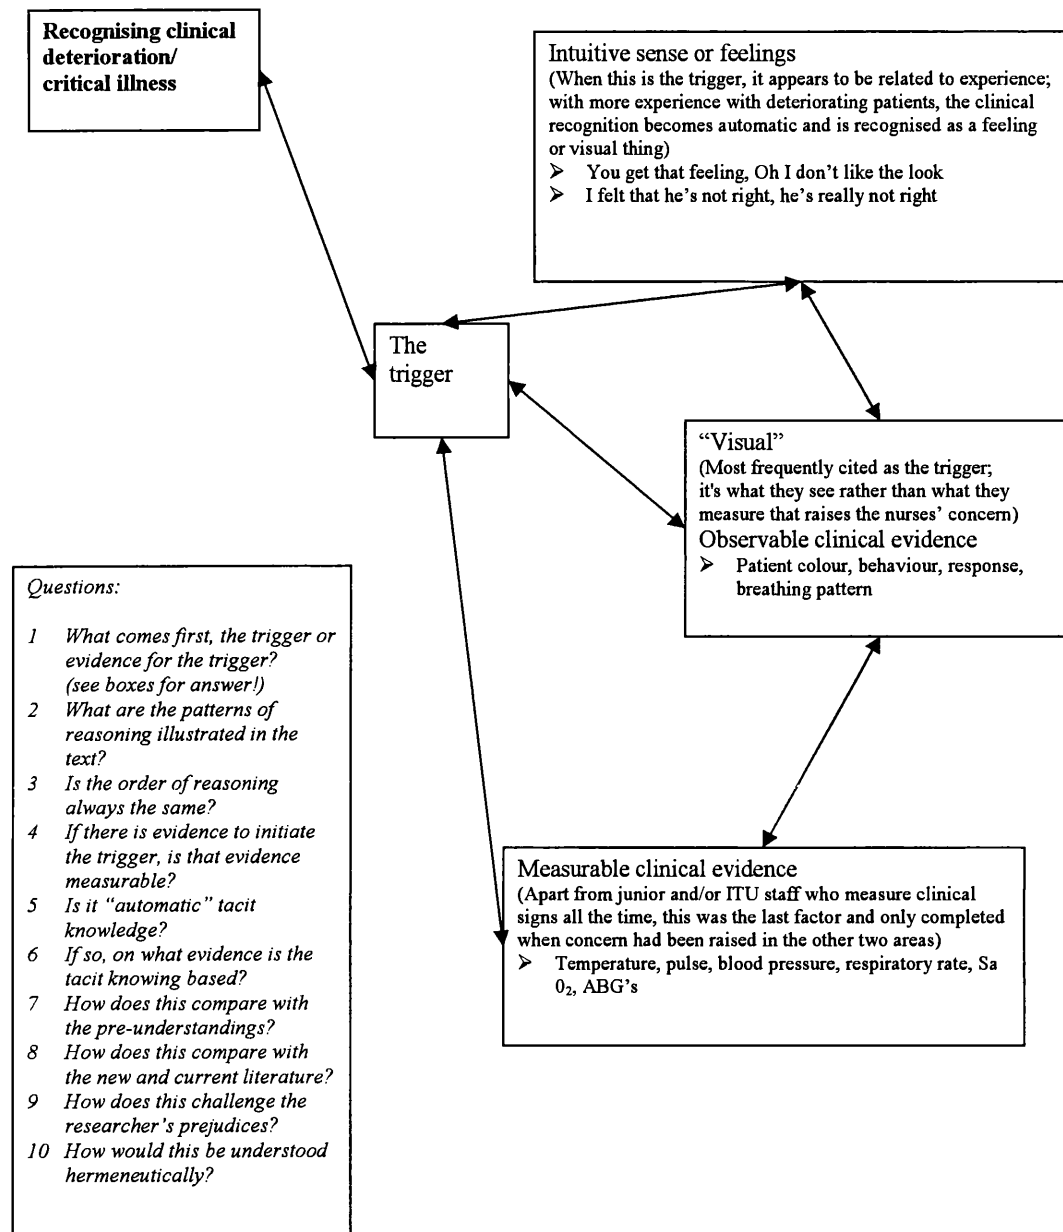 Recognising clinical
deterioration/
critical illness
Intuitive sense or feelings
(When this is the trigger, it appears to be related to experience;
with more experience with deteriorating patients, the clinical
recognition becomes automatic and is recognised as a feeling
or visual thing)
➢ You get that feeling, Oh I don't like the look
➢ I felt that he's not right, he's really not right
The
trigger
“Visual”
(Most frequently cited as the trigger;
it's what they see rather than what they
measure that raises the nurses’ concern)
Observable clinical evidence
➢ Patient colour, behaviour, response,
breathing pattern
Questions:
1 What comes first, the trigger or
evidence for the trigger?
(see boxes for answer!)
2 What are the patterns of
reasoning illustrated in the
text?
3 Is the order of reasoning
always the same?
4 If there is evidence to initiate
the trigger, is that evidence
measurable?
5 Is it “automatic” tacit
knowledge?
6 If so, on what evidence is the
tacit knowing based?
7 How does this compare with
the pre-understandings?
8 How does this compare with
the new and current literature?
9 How does this challenge the
researcher's prejudices?
10 How would this be understood
hermeneutically?
Measurable clinical evidence
(Apart from junior and/or ITU staff who measure clinical
signs all the time, this was the last factor and only completed
when concern had been raised in the other two areas)
➢ Temperature, pulse, blood pressure, respiratory rate, Sa
0₂, ABG's